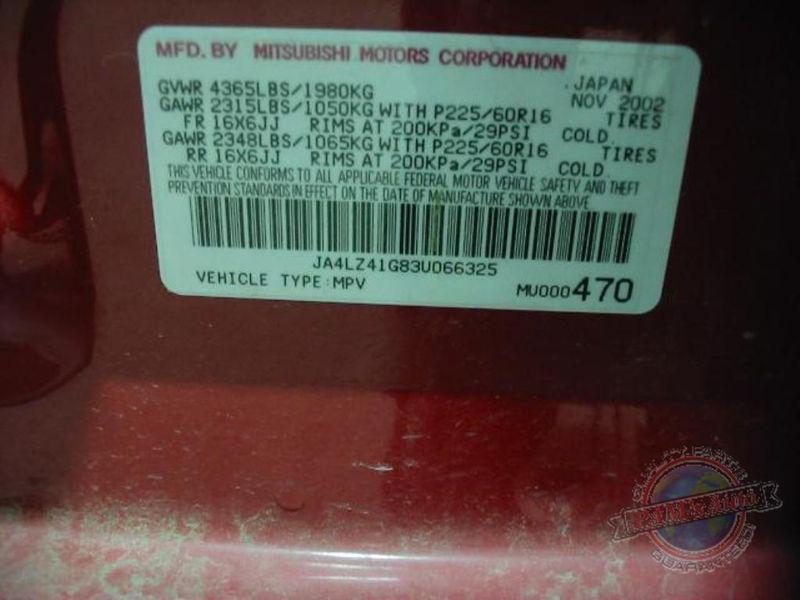 MFD. BY MITSUBISHI MOTORS CORPORATION
JAPAN
GVWR 4365LBS/1980KG NOV 2002
GAWR 2315LBS/1050KG WITH P225/60R16 TIRES
FR 16X6JJ RIMS AT 200KPa/29PSI COLD.
GAWR 2348LBS/1065KG WITH P225/60R16 TIRES
RR 16X6JJ RIMS AT 200KPa/29PSI COLD.
THIS VEHICLE CONFORMS TO ALL APPLICABLE FEDERAL MOTOR VEHICLE SAFETY AND THEFT
PREVENTION STANDARDS IN EFFECT ON THE DATE OF MANUFACTURE SHOWN ABOVE
JA4LZ41G83U066325
VEHICLE TYPE:MPV MU000470
QUALITY PARTS
GUARANTEED!